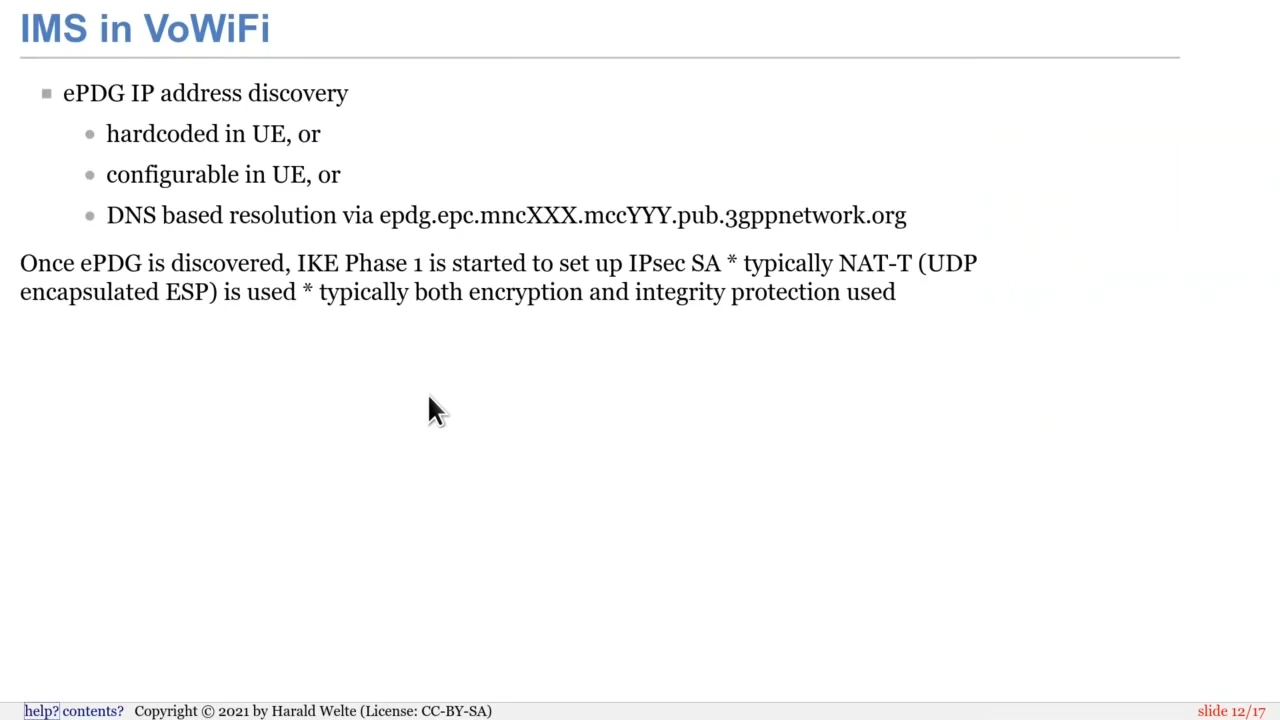 IMS in VoWiFi
ePDG IP address discovery
hardcoded in UE, or
configurable in UE, or
DNS based resolution via epdg.epc.mncXXX.mccYYY.pub.3gppnetwork.org
Once ePDG is discovered, IKE Phase 1 is started to set up IPsec SA * typically NAT-T (UDP
encapsulated ESP) is used * typically both encryption and integrity protection used
help? contents? Copyright © 2021 by Harald Welte (License: CC-BY-SA) slide 12/17